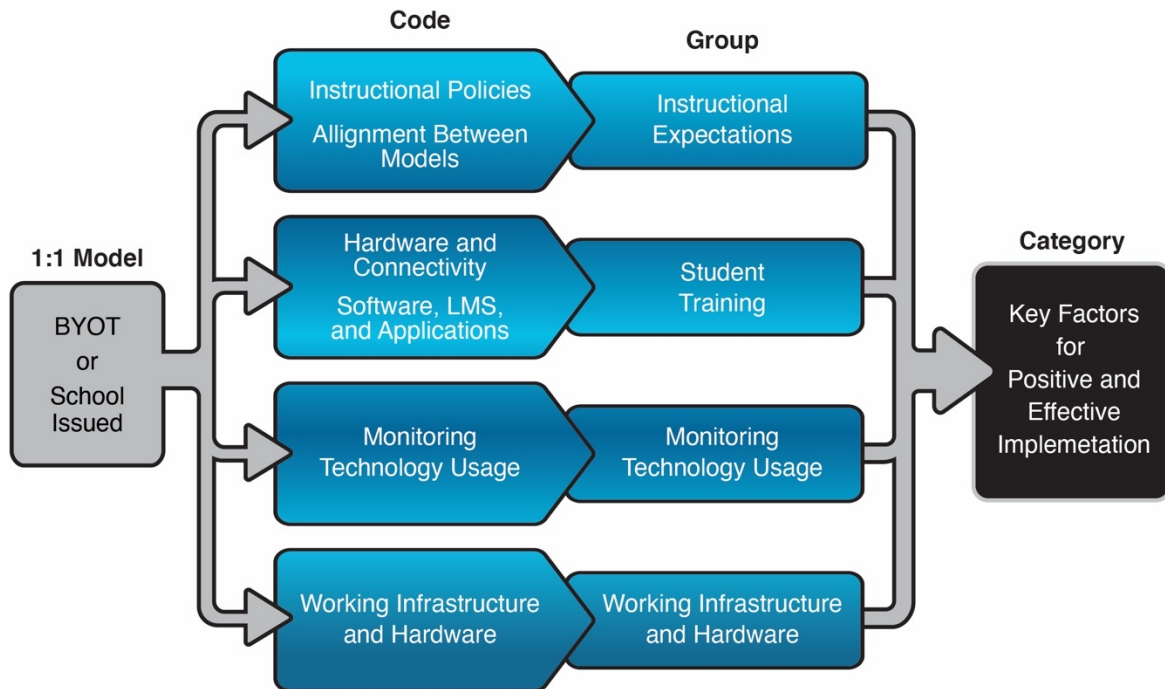 Code
Group
Instructional Policies
Allignment Between
Models
Instructional
Expectations
1:1 Model
BYOT
or
School
Issued
Hardware and
Connectivity
Software, LMS,
and Applications
Student
Training
Category
Key Factors
for
Positive and
Effective
Implemetation
Monitoring
Technology Usage
Monitoring
Technology Usage
Working Infrastructure
and Hardware
Working Infrastructure
and Hardware